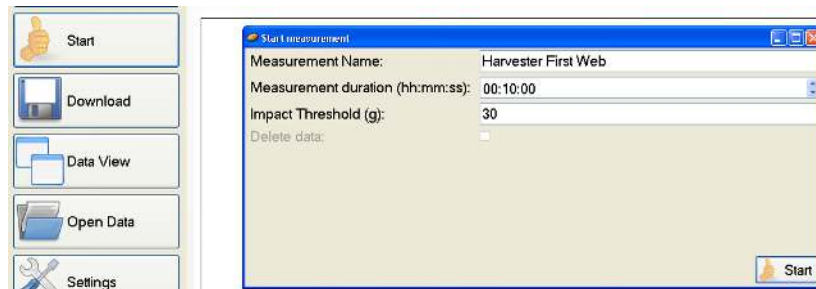 Start
Download
Data View
Open Data
Settings
Start measurement
Measurement Name: Harvester First Web
Measurement duration (hh:mm:ss): 00:10:00
Impact Threshold (g): 30
Delete data:
Start